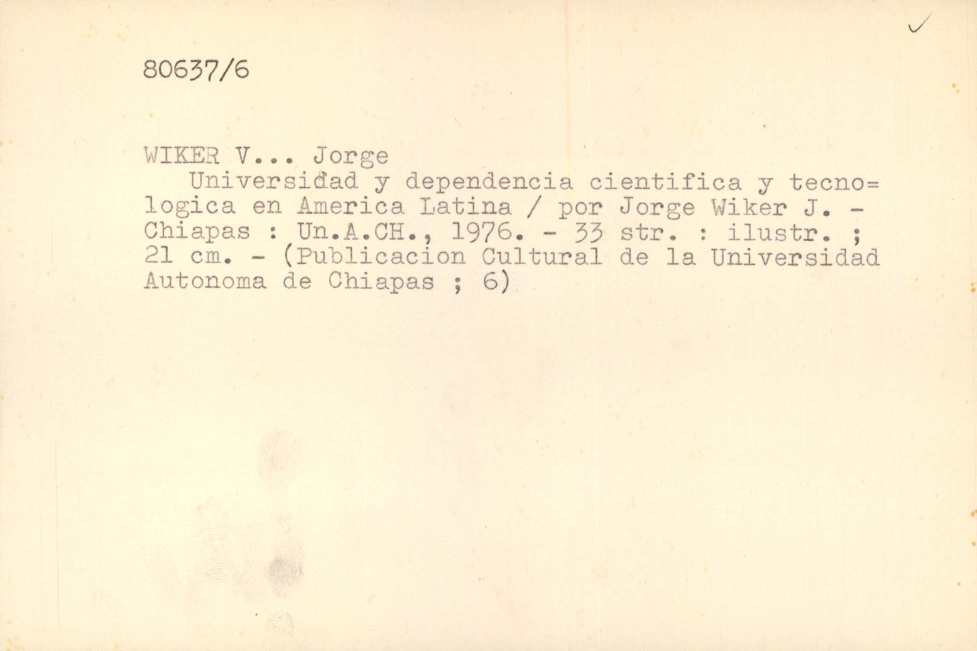 80637/6
WIKER V... Jorge
Universidad y dependencia cientifica y tecno=
logica en America Latina / por Jorge Wiker J. -
Chiapas : Un.A.CH., 1976. - 33 str. : ilustr. ;
21 cm. - (Publicacion Cultural de la Universidad
Autonoma de Chiapas ; 6)